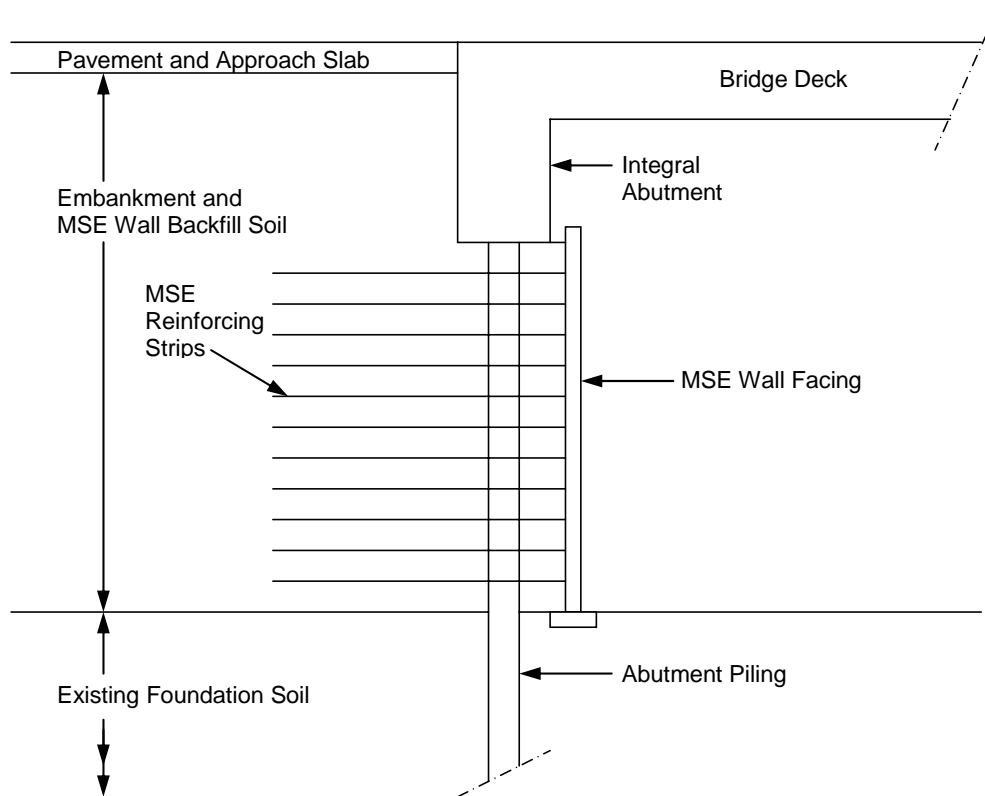 Pavement and Approach Slab
Bridge Deck
Integral
Abutment
Embankment and
MSE Wall Backfill Soil
MSE
Reinforcing
Strips
MSE Wall Facing
Abutment Piling
Existing Foundation Soil